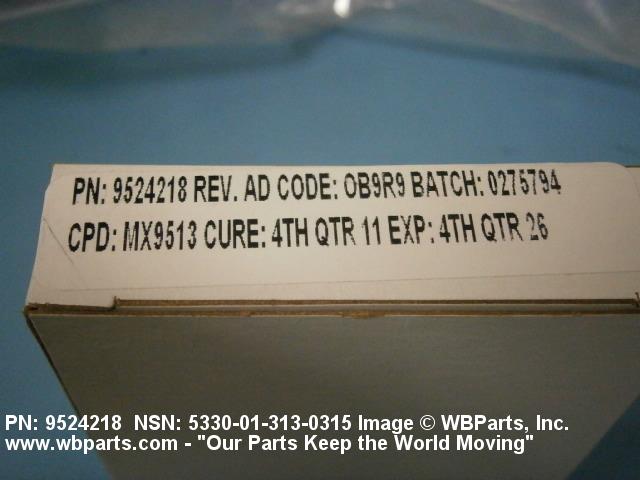 PN: 9524218 REV. AD CODE: OB9R9 BATCH: 0275794
CPD: MX9513 CURE: 4TH QTR 11 EXP: 4TH QTR 26
PN: 9524218 NSN: 5330-01-313-0315 Image © WBParts, Inc.
www.wbparts.com - "Our Parts Keep the World Moving"